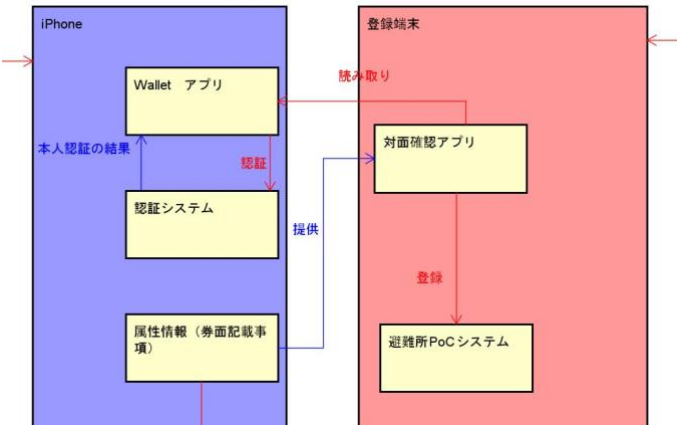 iPhone
登録端末
Wallet　アプリ
読み取り
対面確認アプリ
本人認証の結果
認証
認証システム
提供
登録
属性情報（券面記載事
項）
避難所PoCシステム